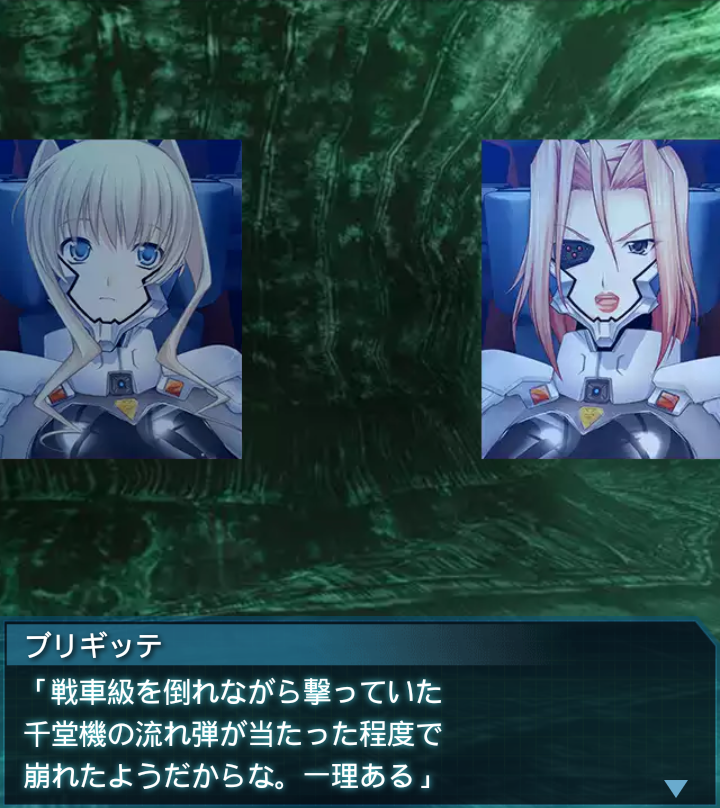 ブリギッテ
「戦車級を倒れながら撃っていた
千堂機の流れ弾が当たった程度で
崩れたようだからな。一理ある」